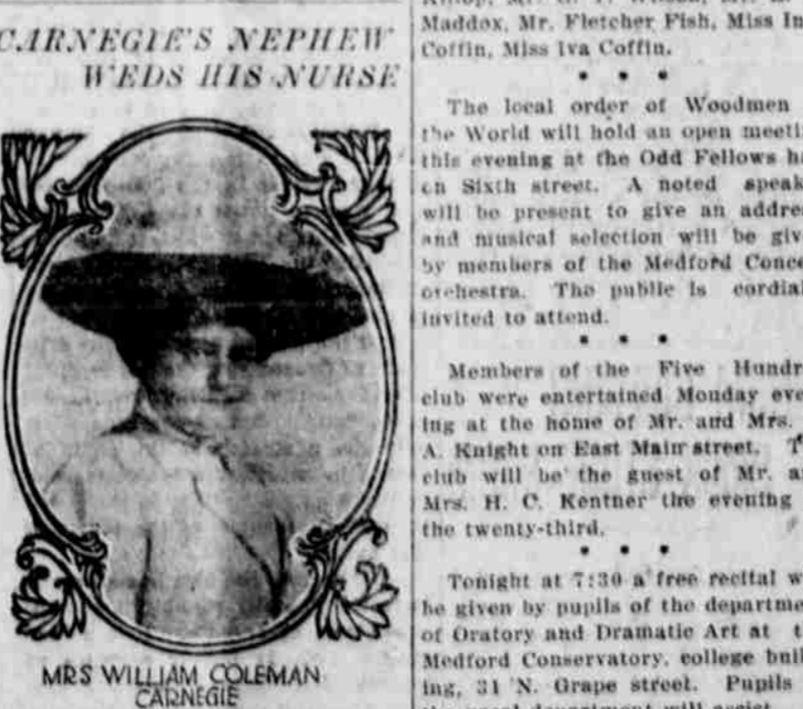 CARNEGIE'S NEPHEW
WEDS HIS NURSE
MRS WILLIAM COLEMAN
CARNEGIE
Maddox, Mr. Fletcher Fish, Miss In
Coffin, Miss Iva Coffin.
• • •
The local order of Woodmen
the World will hold an open meeti
this evening at the Odd Fellows ha
on Sixth street. A noted speak
will be present to give an addre
and musical selection will be giv
by members of the Medford Conce
orchestra. The public is cordial
invited to attend.
• • •
Members of the Five Hundr
club were entertained Monday eve
ing at the home of Mr. and Mrs.
A. Knight on East Main street. T
club will be the guest of Mr. a
Mrs. H. C. Kentner the evening
the twenty-third.
• • •
Tonight at 7:30 a free recital w
be given by pupils of the departme
of Oratory and Dramatic Art at t
Medford Conservatory, college buil
ing, 31 N. Grape street. Pupils